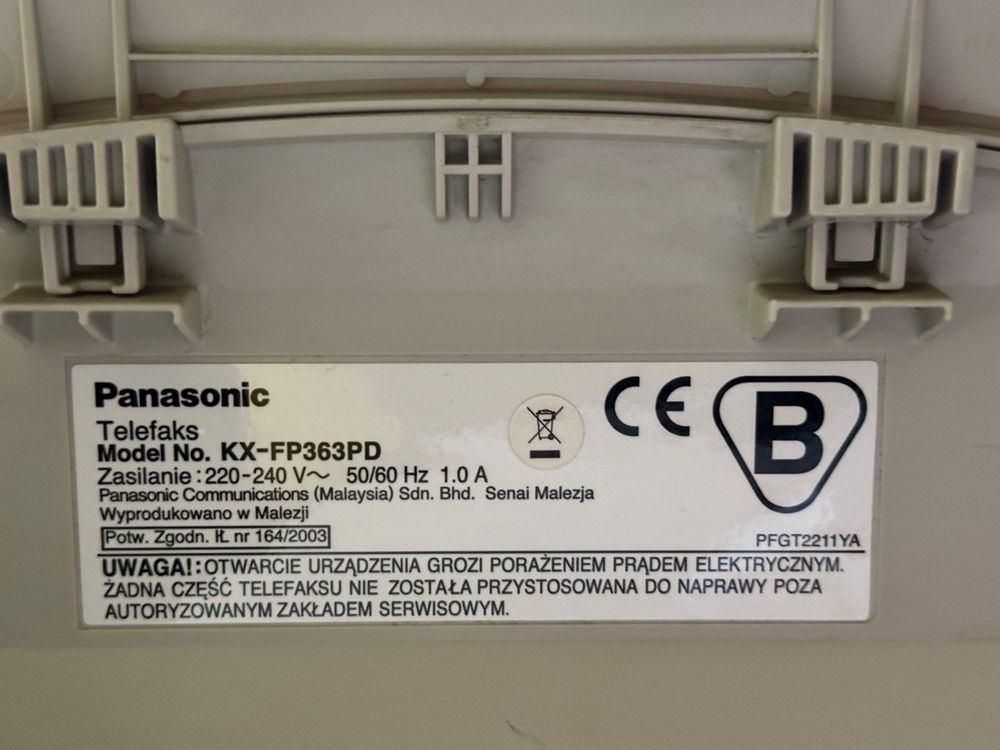 Panasonic
Telefaks
Model No. KX-FP363PD
Zasilanie : 220-240 V～ 50/60 Hz 1.0 A
Panasonic Communications (Malaysia) Sdn. Bhd. Senai Malezja
Wyprodukowano w Malezji
Potw. Zgodn. IŁ nr 164/2003
CE
B
PFGT2211YA
UWAGA!: OTWARCIE URZĄDZENIA GROZI PORAŻENIEM PRĄDEM ELEKTRYCZNYM.
ŻADNA CZĘŚĆ TELEFAKSU NIE ZOSTAŁA PRZYSTOSOWANA DO NAPRAWY POZA
AUTORYZOWANYM ZAKŁADEM SERWISOWYM.